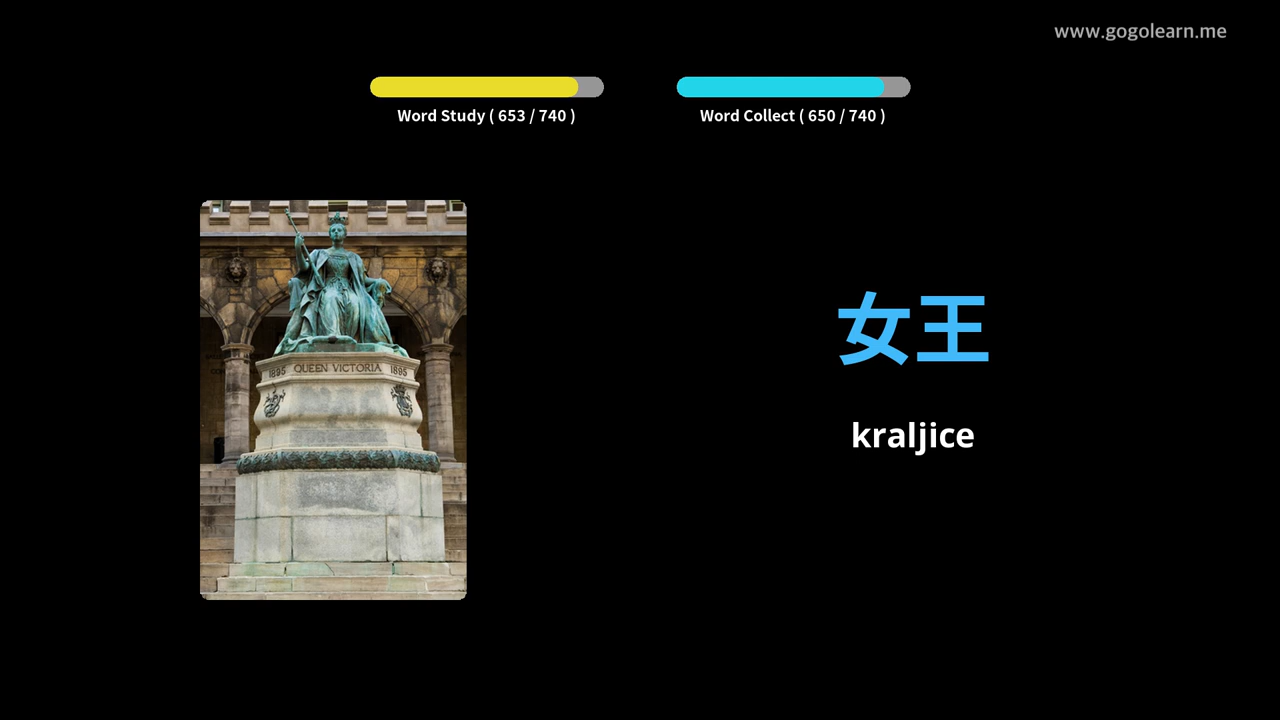 www.gogolearn.me
Word Study ( 653 / 740 )
Word Collect ( 650 / 740 )
1895 QUEEN VICTORIA 1895
女王
kraljice